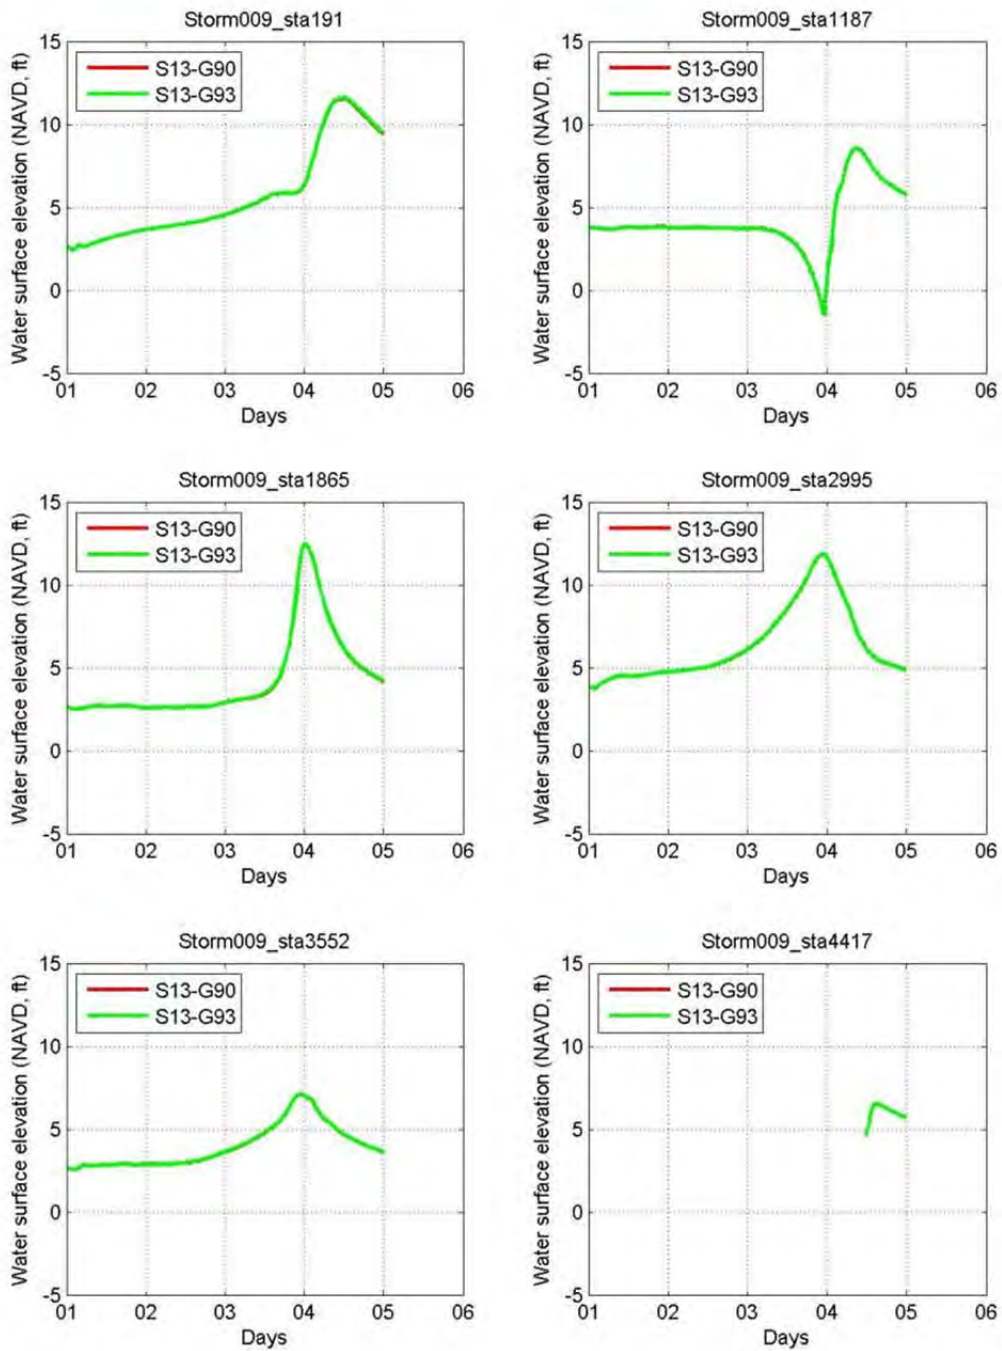 Storm009_sta191
Water surface elevation (NAVD, ft)
15
10
5
0
-5
S13-G90
S13-G93
01 02 03 04 05 06
Days
Storm009_sta1187
Water surface elevation (NAVD, ft)
15
10
5
0
-5
S13-G90
S13-G93
01 02 03 04 05 06
Days
Storm009_sta1865
Water surface elevation (NAVD, ft)
15
10
5
0
-5
S13-G90
S13-G93
01 02 03 04 05 06
Days
Storm009_sta2995
Water surface elevation (NAVD, ft)
15
10
5
0
-5
S13-G90
S13-G93
01 02 03 04 05 06
Days
Storm009_sta3552
Water surface elevation (NAVD, ft)
15
10
5
0
-5
S13-G90
S13-G93
01 02 03 04 05 06
Days
Storm009_sta4417
Water surface elevation (NAVD, ft)
15
10
5
0
-5
S13-G90
S13-G93
01 02 03 04 05 06
Days